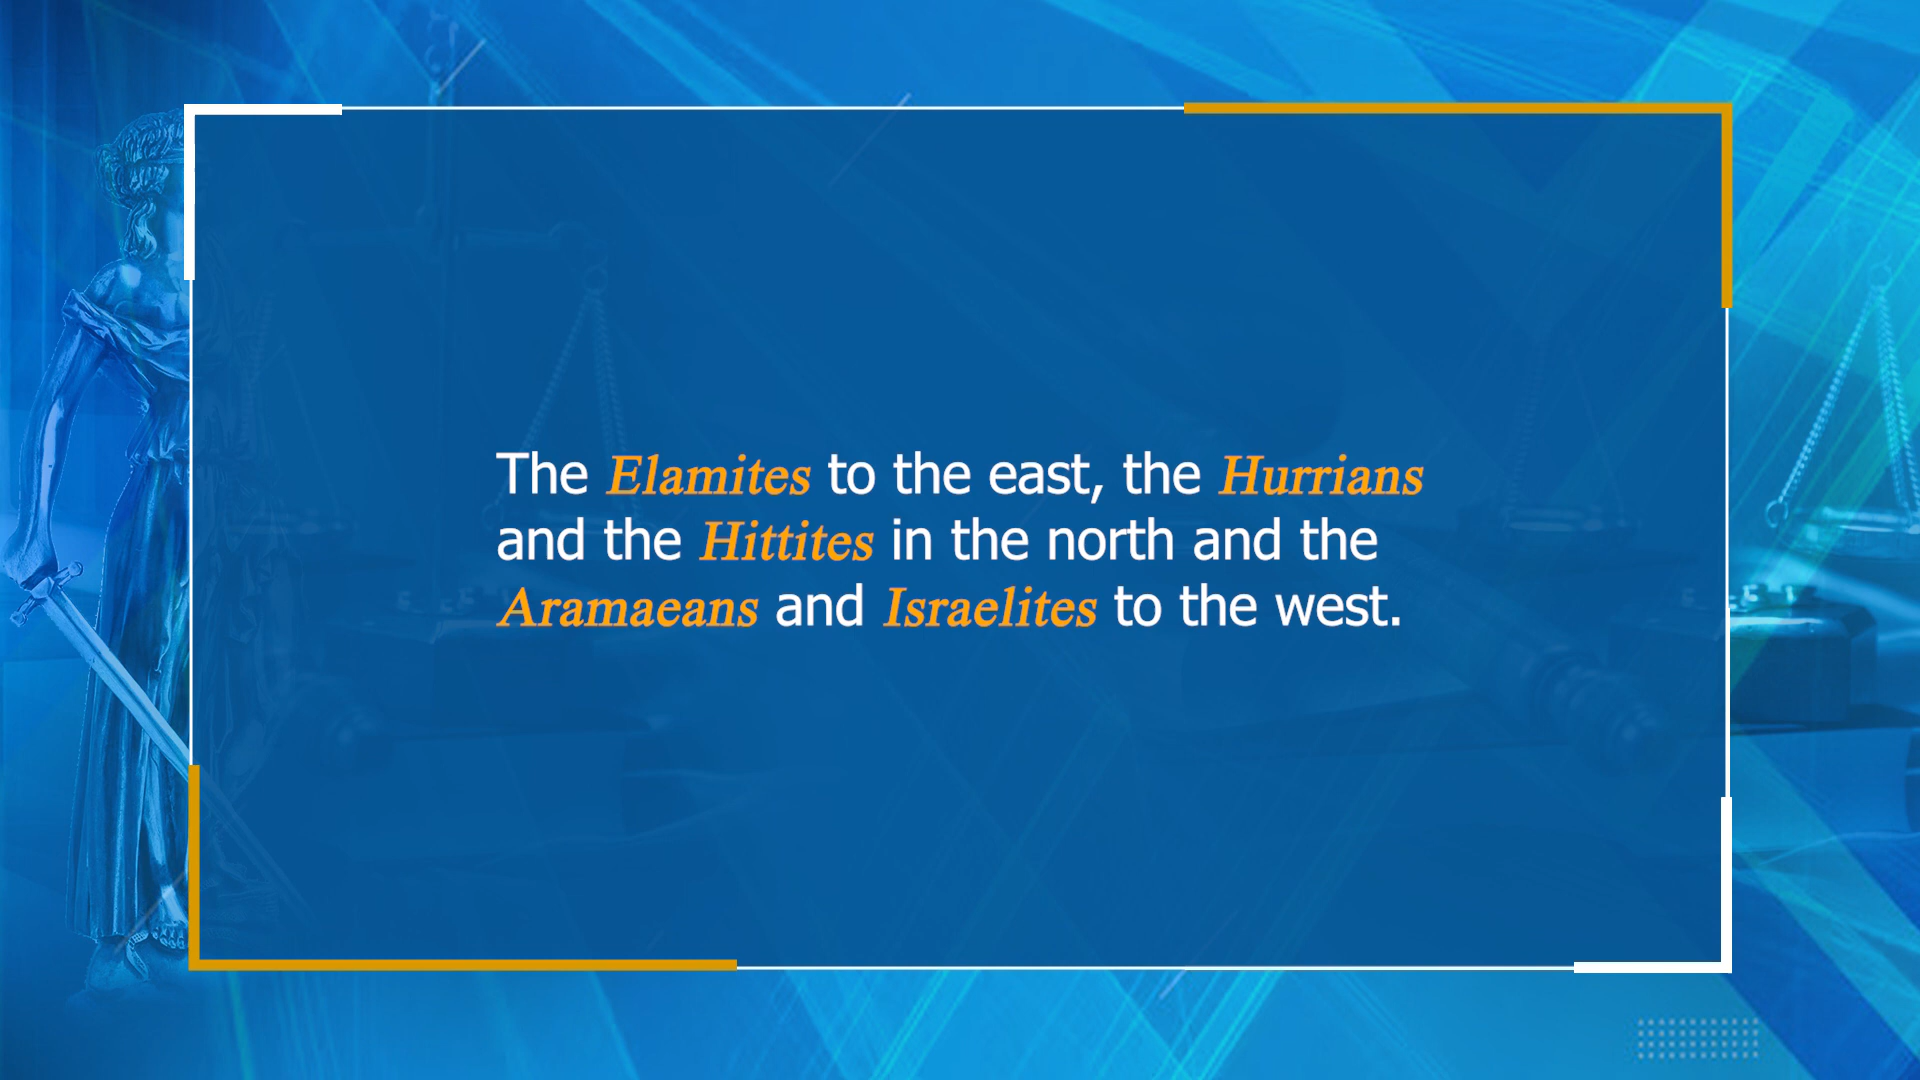 The Elamites to the east, the Hurrians
and the Hittites in the north and the
Aramaeans and Israelites to the west.